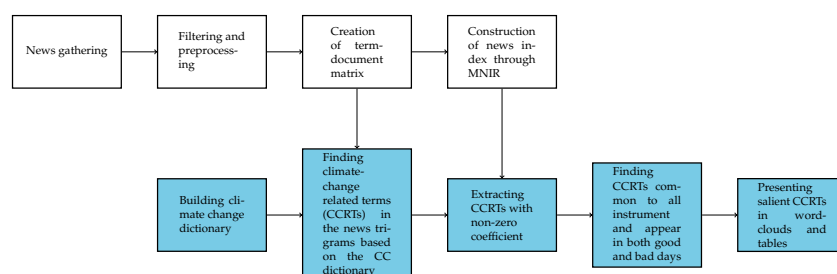 News gathering
Filtering and
preprocess-
ing
Creation
of term-
document
matrix
Construction
of news in-
dex through
MNIR
Building cli-
mate change
dictionary
Finding
climate-
change
related terms
(CCRTs) in
the news tri-
grams based
on the CC
dictionary
Extracting
CCRTs with
non-zero
coefficient
Finding
CCRTs com-
mon to all
instrument
and appear
in both good
and bad days
Presenting
salient CCRTs
in word-
clouds and
tables